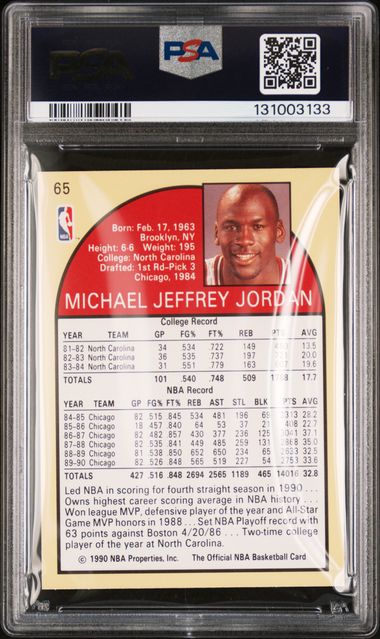 PSA
PSA
131003133
65
NBA
Born: Feb. 17, 1963
Brooklyn, NY
Height: 6-6 Weight: 195
College: North Carolina
Drafted: 1st Rd-Pick 3
Chicago, 1984
MICHAEL JEFFREY JORDAN
College Record
YEAR TEAM GP FG% FT% REB PTS AVG
81-82 North Carolina 34 .534 .722 149 13.5
82-83 North Carolina 36 .535 .737 197 20.0
83-84 North Carolina 31 .551 .779 163 19.6
TOTALS 101 .540 .748 509 17.7
NBA Record
YEAR TEAM GP FG% FT% REB AST STL BLK PTS AVG
84-85 Chicago 82 .515 .845 534 481 196 69 2313 28.2
85-86 Chicago 18 .457 .840 64 53 37 21 408 22.7
86-87 Chicago 82 .482 .857 430 377 3041 37.1
87-88 Chicago 82 .535 .841 449 485 259 131 2868 35.0
88-89 Chicago 81 .538 .850 652 650 234 65 2633 32.5
89-90 Chicago 82 .526 .848 565 519 227 54 2753 33.6
TOTALS 427 .516 .848 2694 2565 1189 465 14016 32.8
Led NBA in scoring for fourth straight season in 1990 . . .
Owns highest career scoring average in NBA history . . .
Won league MVP, defensive player of the year and All-Star
Game MVP honors in 1988 . . . Set NBA Playoff record with
63 points against Boston 4/20/86 . . . Two-time college
player of the year at North Carolina.
© 1990 NBA Properties, Inc. The Official NBA Basketball Card